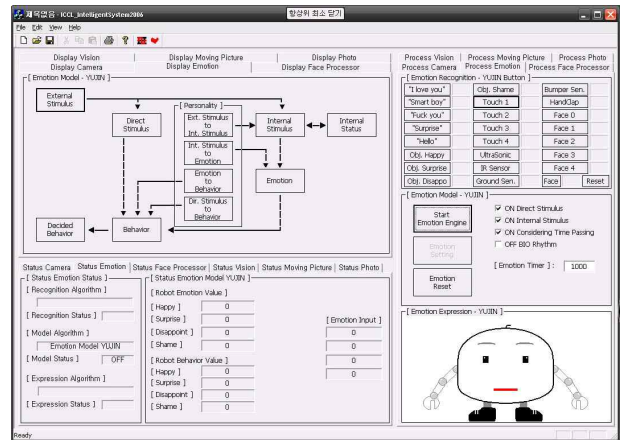 제목없음 - ICCL_IntelligentSystem2006
항상위 최소 닫기
File Edit View Help
Display Vision Display Moving Picture Display Photo
Display Camera Display Emotion Display Face Processor
[ Emotion Model - YUJIN ]
External
Stimulus
Direct
Stimulus
[ Personality ]
Ext. Stimulus
to
Int. Stimulus
Int. Stimulus
to
Emotion
Emotion
to
Behavior
Dir. Stimulus
to
Behavior
Internal
Stimulus
Internal
Status
Emotion
Decided
Behavior
Behavior
Status Camera Status Emotion Status Face Processor Status Vision Status Moving Picture Status Photo
[ Status Emotion Status ]
[ Recognition Algorithm ]
[ Recognition Status ]
[ Model Algorithm ]
Emotion Model YUJIN
[ Model Status ] OFF
[ Expression Algorithm ]
[ Expression Status ]
[ Status Emotion Model YUJIN ]
[ Robot Emotion Value ]
[ Happy ] 0
[ Surprise ] 0
[ Disappoint ] 0
[ Shame ] 0
[ Robot Behavior Value ]
[ Happy ] 0
[ Surprise ] 0
[ Disappoint ] 0
[ Shame ] 0
[ Emotion Input ]
0
0
0
0
Process Vision Process Moving Picture Process Photo
Process Camera Process Emotion Process Face Processor
[ Emotion Recognition - YUJIN Button ]
"I love you" Obj. Shame Bumper Sen.
"Smart boy" Touch 1 HandClap
"Fuck you" Touch 2 Face 0
"Surprise" Touch 3 Face 1
"Hello" Touch 4 Face 2
Obj. Happy UltraSonic Face 3
Obj. Surprise IR Sensor Face 4
Obj. Disappo Ground Sen. Face Reset
[ Emotion Model - YUJIN ]
Start
Emotion Engine
Emotion
Setting
Emotion
Reset
ON Direct Stimulus
ON Internal Stimulus
ON Considering Time Passing
OFF BIO Rhythm
[ Emotion Timer ] : 1000
[ Emotion Expression - YUJIN ]
Ready